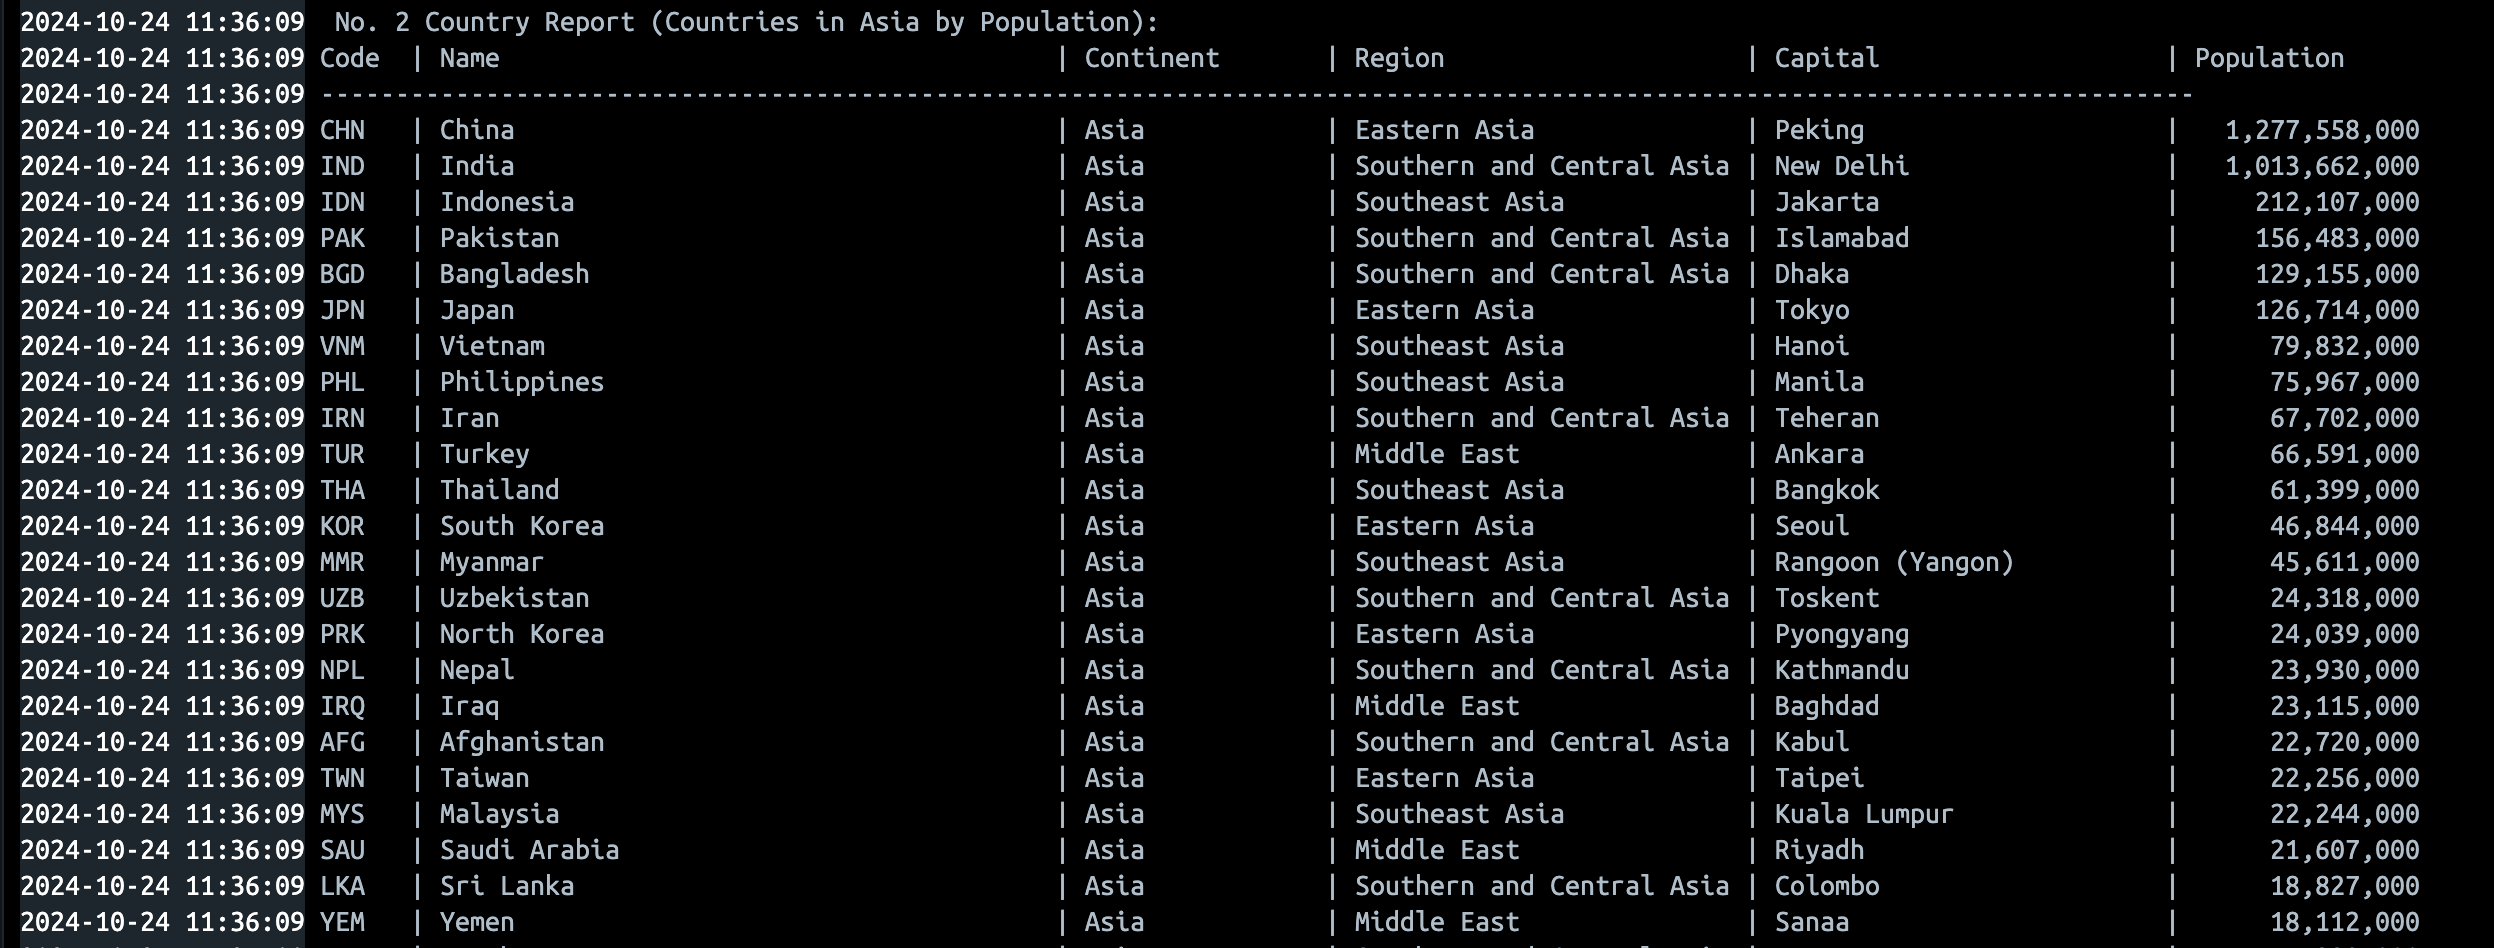 2024-10-24 11:36:09  No. 2 Country Report (Countries in Asia by Population):
2024-10-24 11:36:09 Code | Name | Continent | Region | Capital | Population
2024-10-24 11:36:09 -----------------------------------------------------------------------------------------------------------------------------
2024-10-24 11:36:09 CHN | China | Asia | Eastern Asia | Peking | 1,277,558,000
2024-10-24 11:36:09 IND | India | Asia | Southern and Central Asia | New Delhi | 1,013,662,000
2024-10-24 11:36:09 IDN | Indonesia | Asia | Southeast Asia | Jakarta | 212,107,000
2024-10-24 11:36:09 PAK | Pakistan | Asia | Southern and Central Asia | Islamabad | 156,483,000
2024-10-24 11:36:09 BGD | Bangladesh | Asia | Southern and Central Asia | Dhaka | 129,155,000
2024-10-24 11:36:09 JPN | Japan | Asia | Eastern Asia | Tokyo | 126,714,000
2024-10-24 11:36:09 VNM | Vietnam | Asia | Southeast Asia | Hanoi | 79,832,000
2024-10-24 11:36:09 PHL | Philippines | Asia | Southeast Asia | Manila | 75,967,000
2024-10-24 11:36:09 IRN | Iran | Asia | Southern and Central Asia | Teheran | 67,702,000
2024-10-24 11:36:09 TUR | Turkey | Asia | Middle East | Ankara | 66,591,000
2024-10-24 11:36:09 THA | Thailand | Asia | Southeast Asia | Bangkok | 61,399,000
2024-10-24 11:36:09 KOR | South Korea | Asia | Eastern Asia | Seoul | 46,844,000
2024-10-24 11:36:09 MMR | Myanmar | Asia | Southeast Asia | Rangoon (Yangon) | 45,611,000
2024-10-24 11:36:09 UZB | Uzbekistan | Asia | Southern and Central Asia | Toskent | 24,318,000
2024-10-24 11:36:09 PRK | North Korea | Asia | Eastern Asia | Pyongyang | 24,039,000
2024-10-24 11:36:09 NPL | Nepal | Asia | Southern and Central Asia | Kathmandu | 23,930,000
2024-10-24 11:36:09 IRQ | Iraq | Asia | Middle East | Baghdad | 23,115,000
2024-10-24 11:36:09 AFG | Afghanistan | Asia | Southern and Central Asia | Kabul | 22,720,000
2024-10-24 11:36:09 TWN | Taiwan | Asia | Eastern Asia | Taipei | 22,256,000
2024-10-24 11:36:09 MYS | Malaysia | Asia | Southeast Asia | Kuala Lumpur | 22,244,000
2024-10-24 11:36:09 SAU | Saudi Arabia | Asia | Middle East | Riyadh | 21,607,000
2024-10-24 11:36:09 LKA | Sri Lanka | Asia | Southern and Central Asia | Colombo | 18,827,000
2024-10-24 11:36:09 YEM | Yemen | Asia | Middle East | Sanaa | 18,112,000